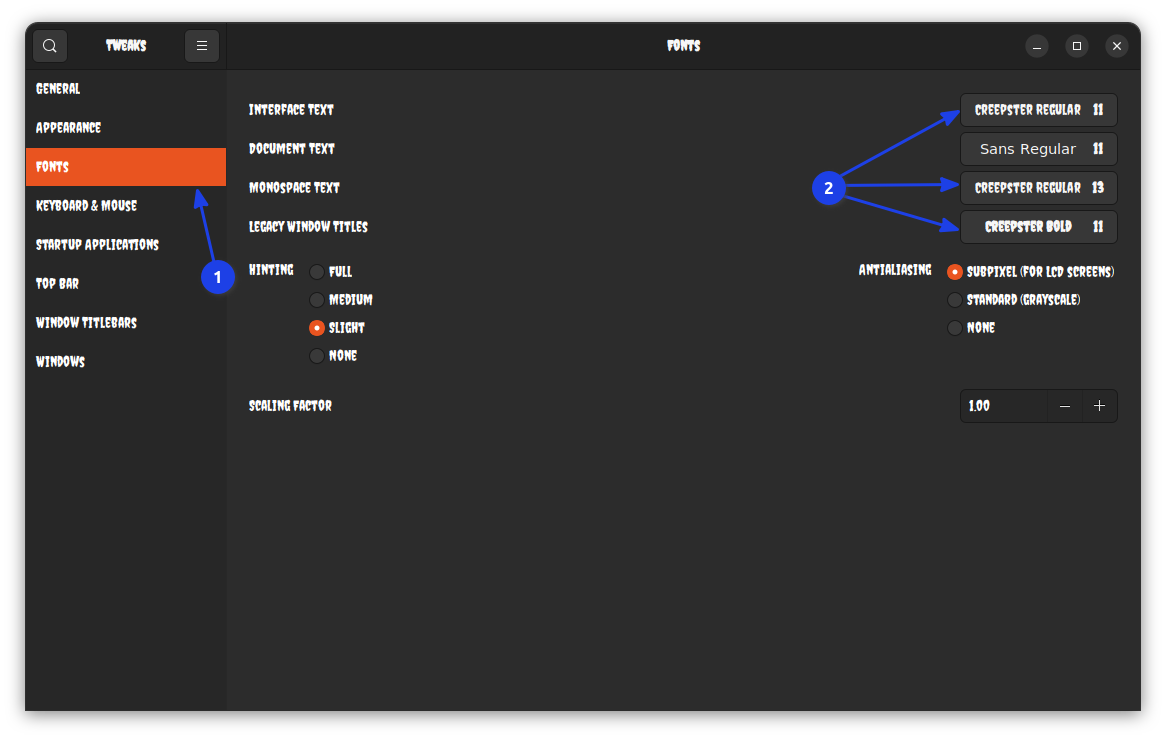 TWEAKS
FONTS
GENERAL
APPEARANCE
FONTS
KEYBOARD & MOUSE
STARTUP APPLICATIONS
TOP BAR
WINDOW TITLEBARS
WINDOWS
1
INTERFACE TEXT CREEPSTER REGULAR 11
DOCUMENT TEXT Sans Regular 11
MONOSPACE TEXT CREEPSTER REGULAR 13
2
LEGACY WINDOW TITLES CREEPSTER BOLD 11
HINTING
FULL
MEDIUM
SLIGHT
NONE
ANTIALIASING
SUBPIXEL (FOR LCD SCREENS)
STANDARD (GRAYSCALE)
NONE
SCALING FACTOR 1.00